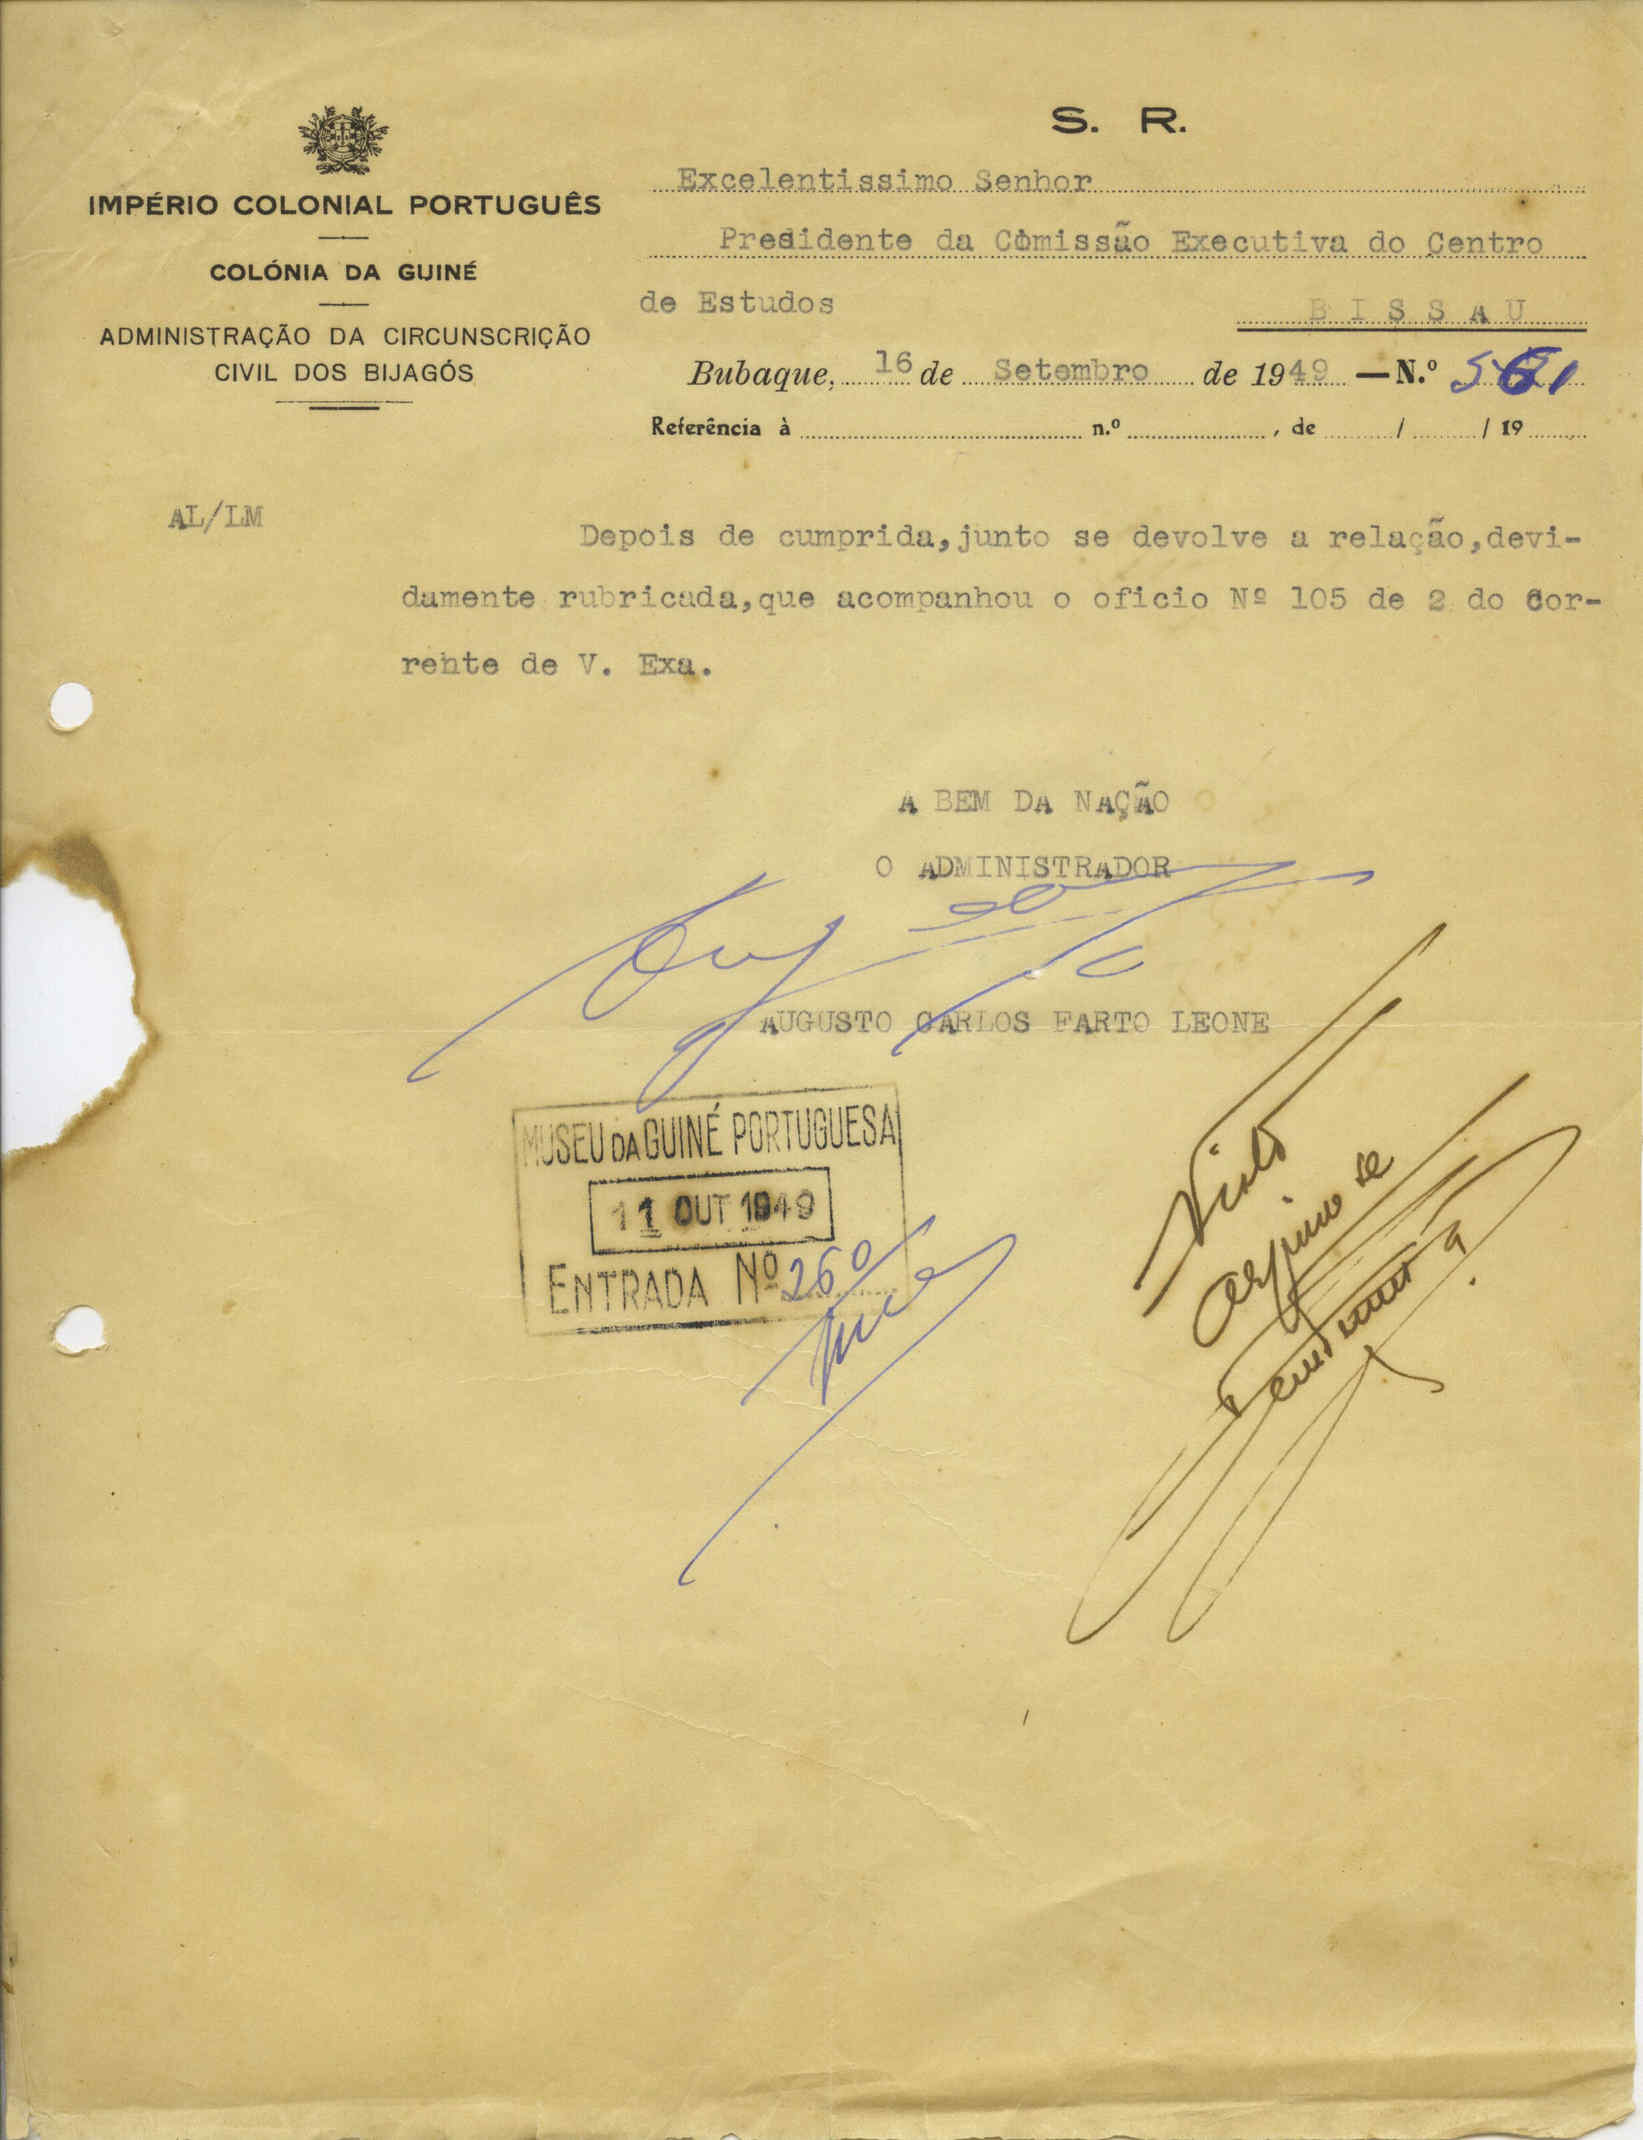 S. R.
IMPÉRIO COLONIAL PORTUGUÊS
COLÓNIA DA GUINÉ
ADMINISTRAÇÃO DA CIRCUNSCRIÇÃO
CIVIL DOS BIJAGÓS
Excelentissimo Senhor
Presidente da Comissão Executiva do Centro
de Estudos
BISSAU
Bubaque, 16 de Setembro de 1949 — N.º 561
Referência à n.º , de / / 19
AL/LM
Depois de cumprida,junto se devolve a relação,devi-
damente rubricada,que acompanhou o oficio Nº 105 de 2 do cor-
rente de V. Exa.
A BEM DA NAÇÃO
O ADMINISTRADOR
AUGUSTO CARLOS FARTO LEONE
MUSEU DA GUINÉ PORTUGUESA
11 OUT 1949
ENTRADA Nº 260
Visto
Arquive se